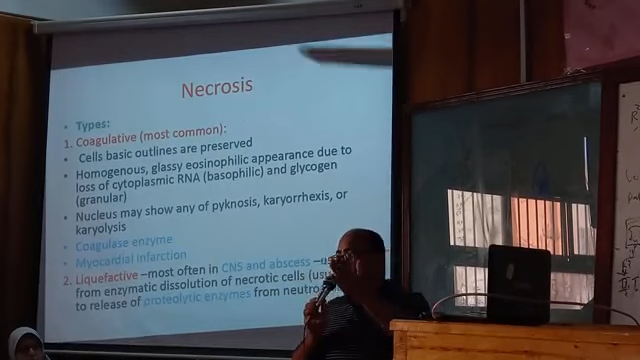 Necrosis
• Types:
1. Coagulative (most common):
• Cells basic outlines are preserved
• Homogenous, glassy eosinophilic appearance due to
loss of cytoplasmic RNA (basophilic) and glycogen
(granular)
• Nucleus may show any of pyknosis, karyorrhexis, or
karyolysis
• Coagulase enzyme
• Myocardial infarction
2. Liquefactive –most often in CNS and abscess –
from enzymatic dissolution of necrotic cells
to release of proteolytic enzymes from